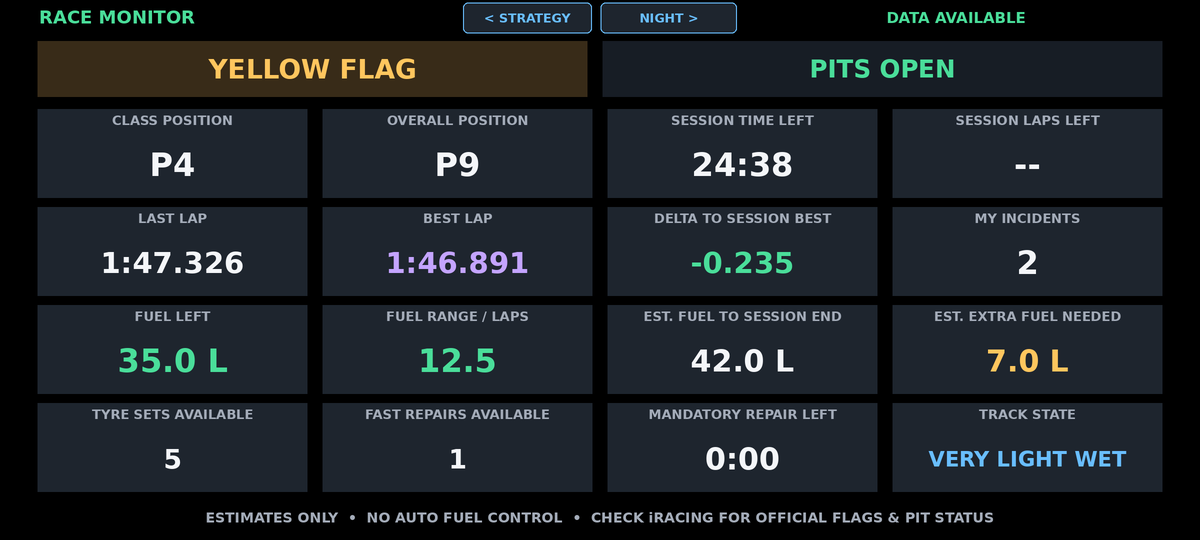 RACE MONITOR
< STRATEGY
NIGHT >
DATA AVAILABLE
YELLOW FLAG
PITS OPEN
CLASS POSITION
P4
OVERALL POSITION
P9
SESSION TIME LEFT
24:38
SESSION LAPS LEFT
--
LAST LAP
1:47.326
BEST LAP
1:46.891
DELTA TO SESSION BEST
-0.235
MY INCIDENTS
2
FUEL LEFT
35.0 L
FUEL RANGE / LAPS
12.5
EST. FUEL TO SESSION END
42.0 L
EST. EXTRA FUEL NEEDED
7.0 L
TYRE SETS AVAILABLE
5
FAST REPAIRS AVAILABLE
1
MANDATORY REPAIR LEFT
0:00
TRACK STATE
VERY LIGHT WET
ESTIMATES ONLY • NO AUTO FUEL CONTROL • CHECK iRACING FOR OFFICIAL FLAGS & PIT STATUS